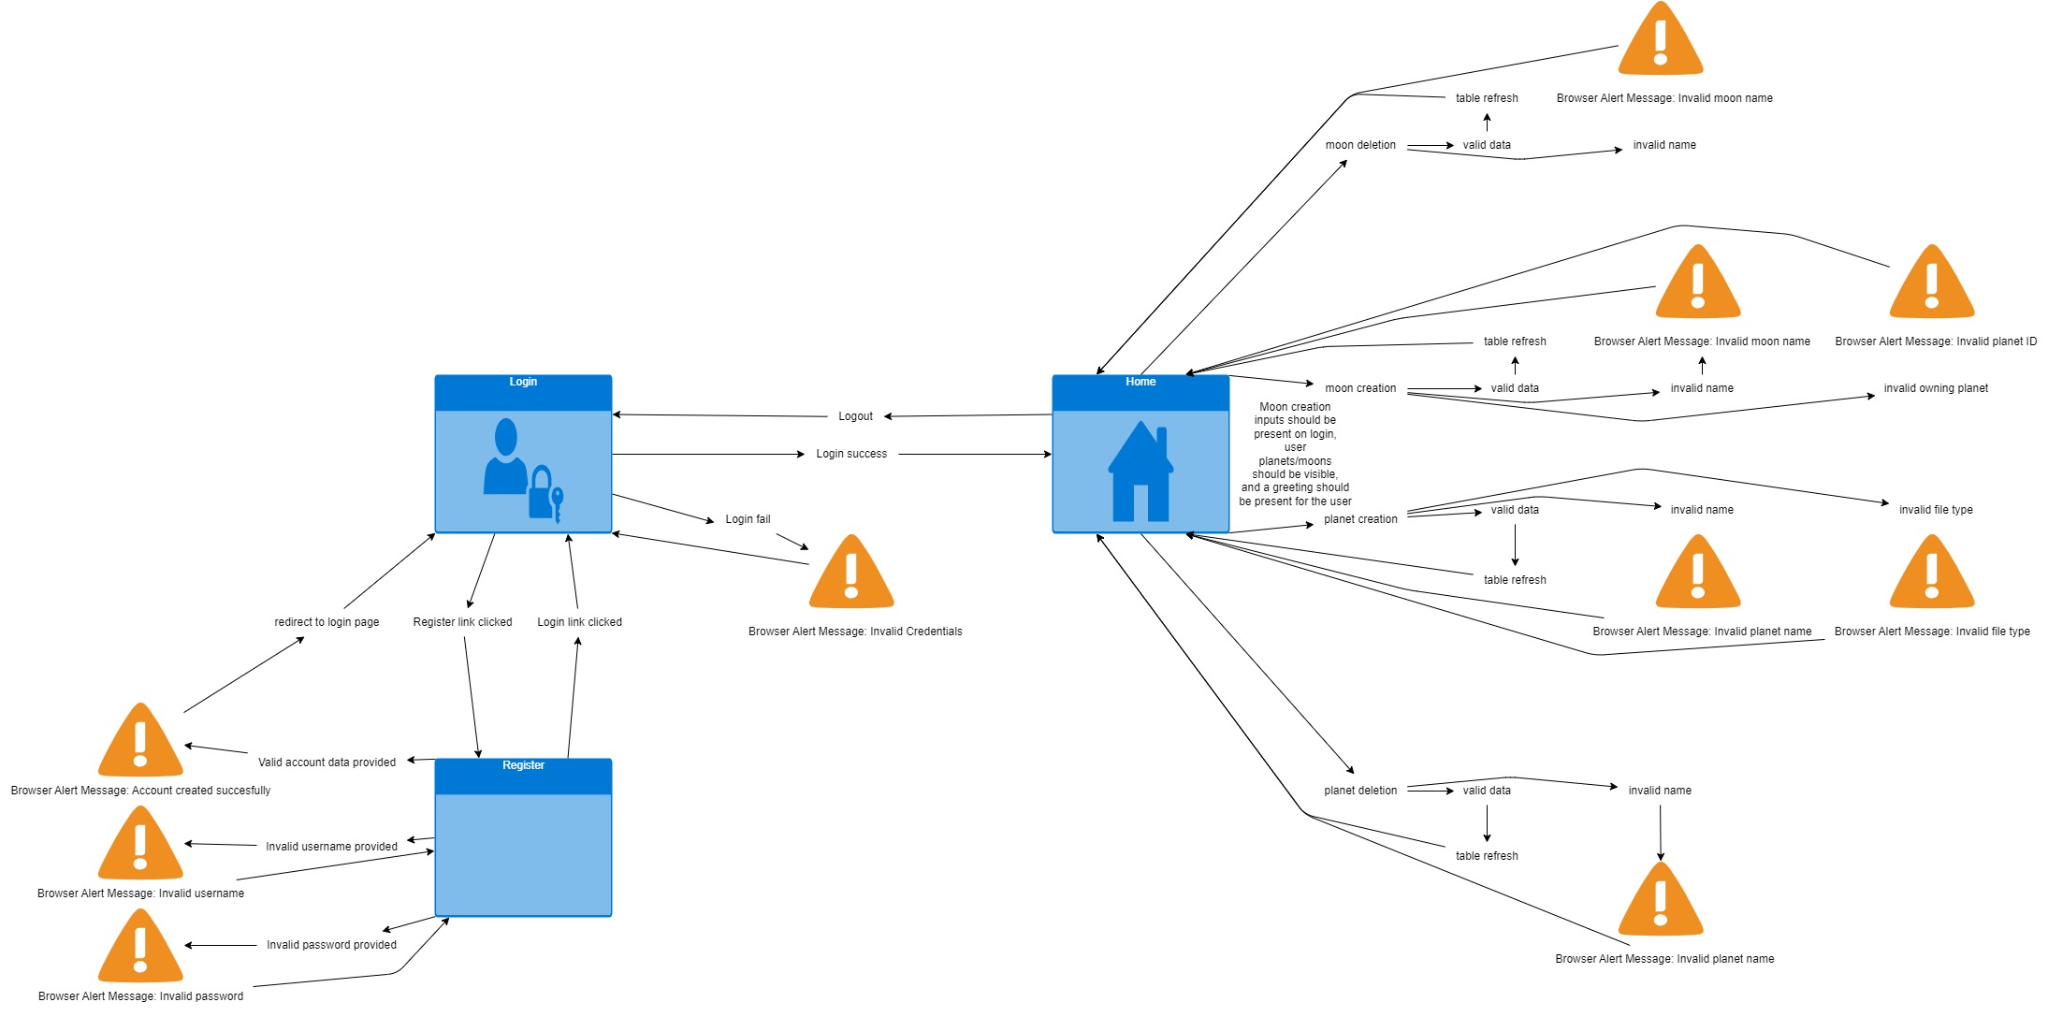 table refresh
Browser Alert Message: Invalid moon name
moon deletion
valid data
invalid name
table refresh
Browser Alert Message: Invalid moon name
Browser Alert Message: Invalid planet ID
Login
Home
moon creation
valid data
invalid name
invalid owning planet
Logout
Login success
Moon creation
inputs should be
present on login,
user
planets/moons
should be visible,
and a greeting should
be present for the user
Login fail
planet creation
valid data
invalid name
invalid file type
table refresh
redirect to login page
Register link clicked
Login link clicked
Browser Alert Message: Invalid Credentials
Browser Alert Message: Invalid planet name
Browser Alert Message: Invalid file type
Valid account data provided
Register
Browser Alert Message: Account created succesfully
planet deletion
valid data
invalid name
Invalid username provided
table refresh
Browser Alert Message: Invalid username
Invalid password provided
Browser Alert Message: Invalid planet name
Browser Alert Message: Invalid password